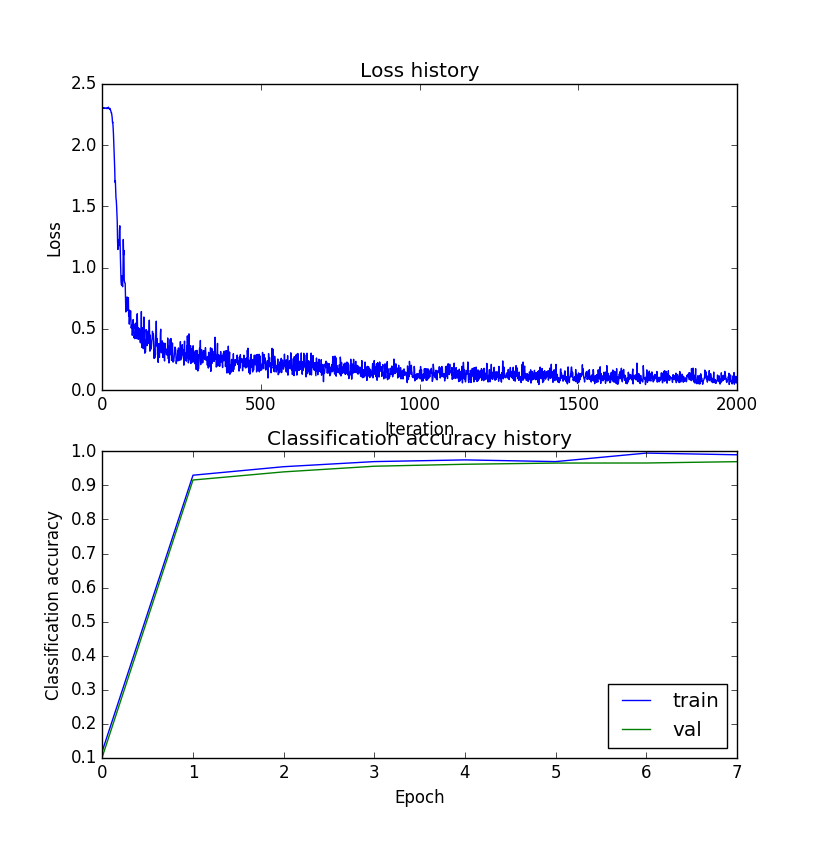 Loss history
2.5
2.0
1.5
1.0
0.5
0.0
Loss
0 500 1000 1500 2000
Iteration
Classification accuracy history
1.0
0.9
0.8
0.7
0.6
0.5
0.4
0.3
0.2
0.1
Classification accuracy
train
val
0 1 2 3 4 5 6 7
Epoch